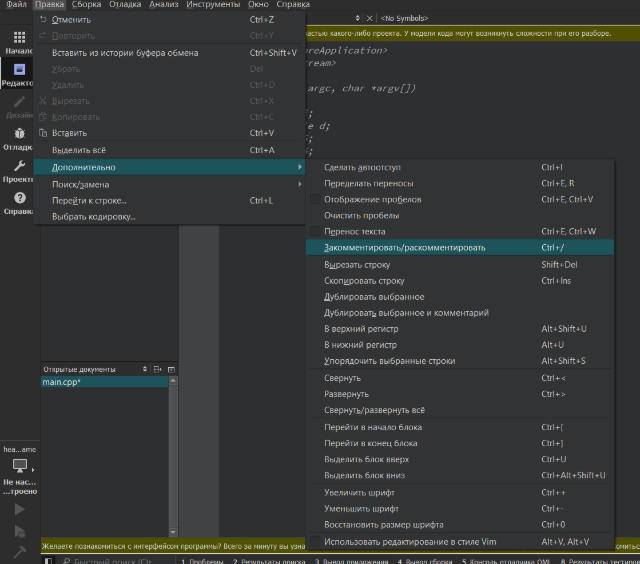 Файл Правка Сборка Отладка Анализ Инструменты Окно Справка
<No Symbols>
Отменить Ctrl+Z
Повторить Ctrl+Y
Вставить из истории буфера обмена Ctrl+Shift+V
Убрать Del
Удалить Ctrl+D
Вырезать Ctrl+X
Копировать Ctrl+C
Вставить Ctrl+V
Выделить всё Ctrl+A
Дополнительно
Поиск/замена
Перейти к строке... Ctrl+L
Выбрать кодировку...
Начало
Редактор
Дизайн
Отладка
Проекты
Справка
астью какого-либо проекта. У модели кода могут возникнуть сложности при его разборе.
reApplication>
ream>
argc, char *argv[])
;
e d;
;
;
Сделать автоотступ Ctrl+I
Переделать переносы Ctrl+E, R
Отображение пробелов Ctrl+E, Ctrl+V
Очистить пробелы
Перенос текста Ctrl+E, Ctrl+W
Закомментировать/раскомментировать Ctrl+/
Вырезать строку Shift+Del
Скопировать строку Ctrl+Ins
Дублировать выбранное
Дублировать выбранное и комментарий
В верхний регистр Alt+Shift+U
В нижний регистр Alt+U
Упорядочить выбранные строки Alt+Shift+S
Свернуть Ctrl+<
Развернуть Ctrl+>
Свернуть/развернуть всё
Перейти в начало блока Ctrl+[
Перейти в конец блока Ctrl+]
Выделить блок вверх Ctrl+U
Выделить блок вниз Ctrl+Alt+Shift+U
Увеличить шрифт Ctrl++
Уменьшить шрифт Ctrl+-
Восстановить размер шрифта Ctrl+0
Использовать редактирование в стиле Vim Alt+V, Alt+V
Открытые документы
main.cpp*
hea...ame
Не нас...
...троено
Желаете познакомиться с интерфейсом программы? Всего за минуту вы узна
омиться
Быстрый поиск (Ctr
1 Проблемы 2 Результаты поиска 3 Вывод приложения 4 Вывод сборки 5 Консоль отладчика QML 8 Результаты тестиро